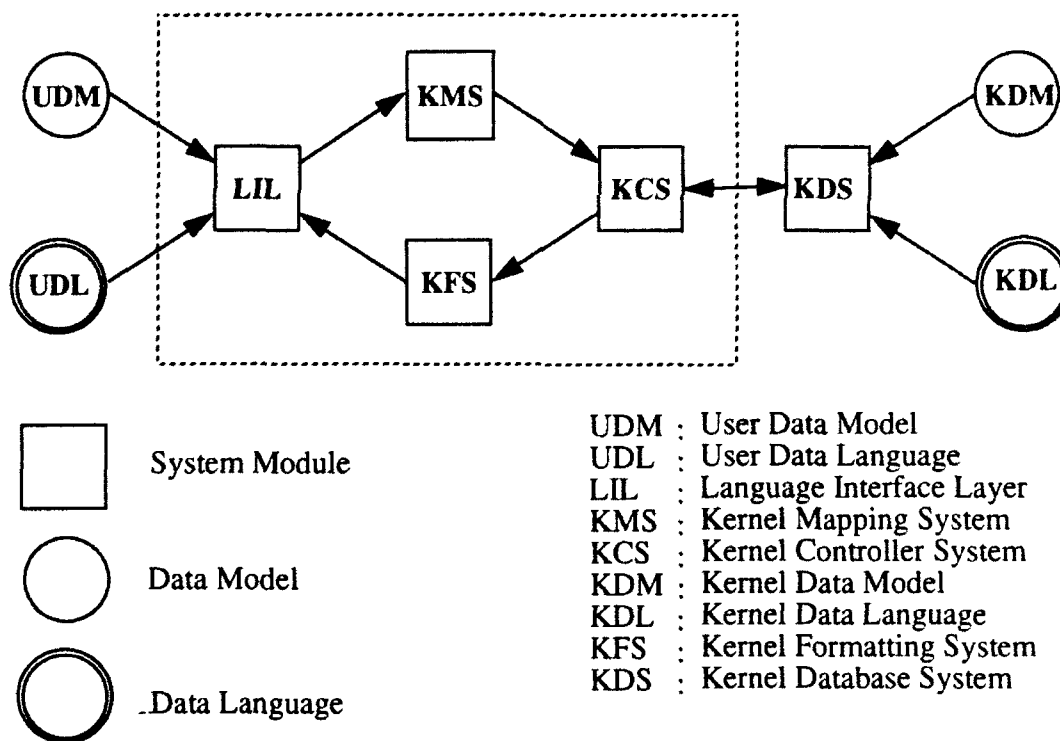 UDM
KMS
KDM
LIL
KCS
KDS
UDL
KFS
KDL
System Module
Data Model
Data Language
UDM : User Data Model
UDL : User Data Language
LIL : Language Interface Layer
KMS : Kernel Mapping System
KCS : Kernel Controller System
KDM : Kernel Data Model
KDL : Kernel Data Language
KFS : Kernel Formatting System
KDS : Kernel Database System